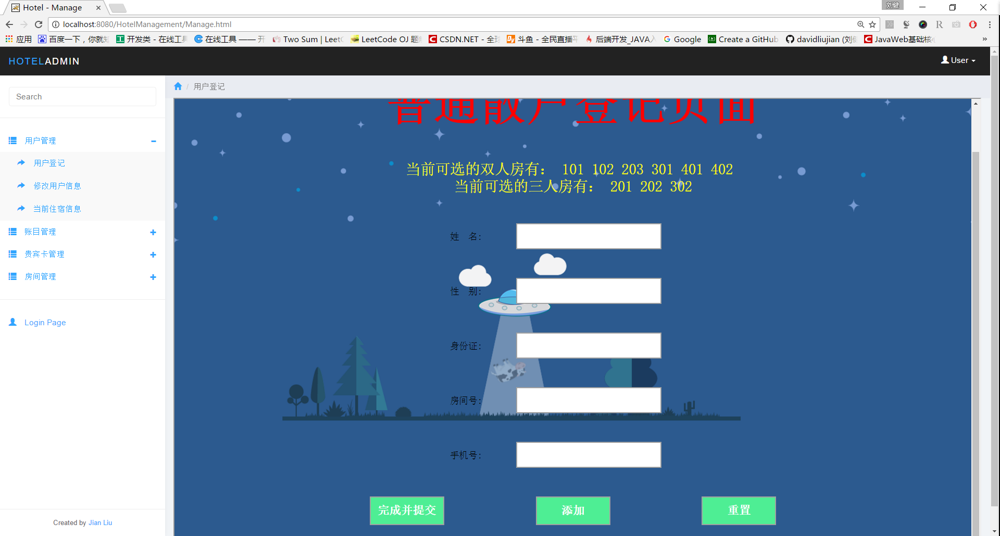 Hotel - Manage
刘健
localhost:8080/HotelManagement/Manage.html
应用 百度一下，你就知 开发类 - 在线工具 在线工具 —— 开 Two Sum | LeetC LeetCode OJ 题解 CSDN.NET - 全球 斗鱼 - 全民直播平 后端开发_JAVA入 Google Create a GitHub davidliujian (刘健 JavaWeb基础核心 »
HOTELADMIN
User
Search
/ 用户登记
普通散户登记页面
用户管理
用户登记
修改用户信息
当前住宿信息
账目管理
贵宾卡管理
房间管理
Login Page
当前可选的双人房有： 101 102 203 301 401 402
当前可选的三人房有： 201 202 302
姓 名：
性 别：
身份证：
房间号：
手机号：
完成并提交 添加 重置
Created by Jian Liu